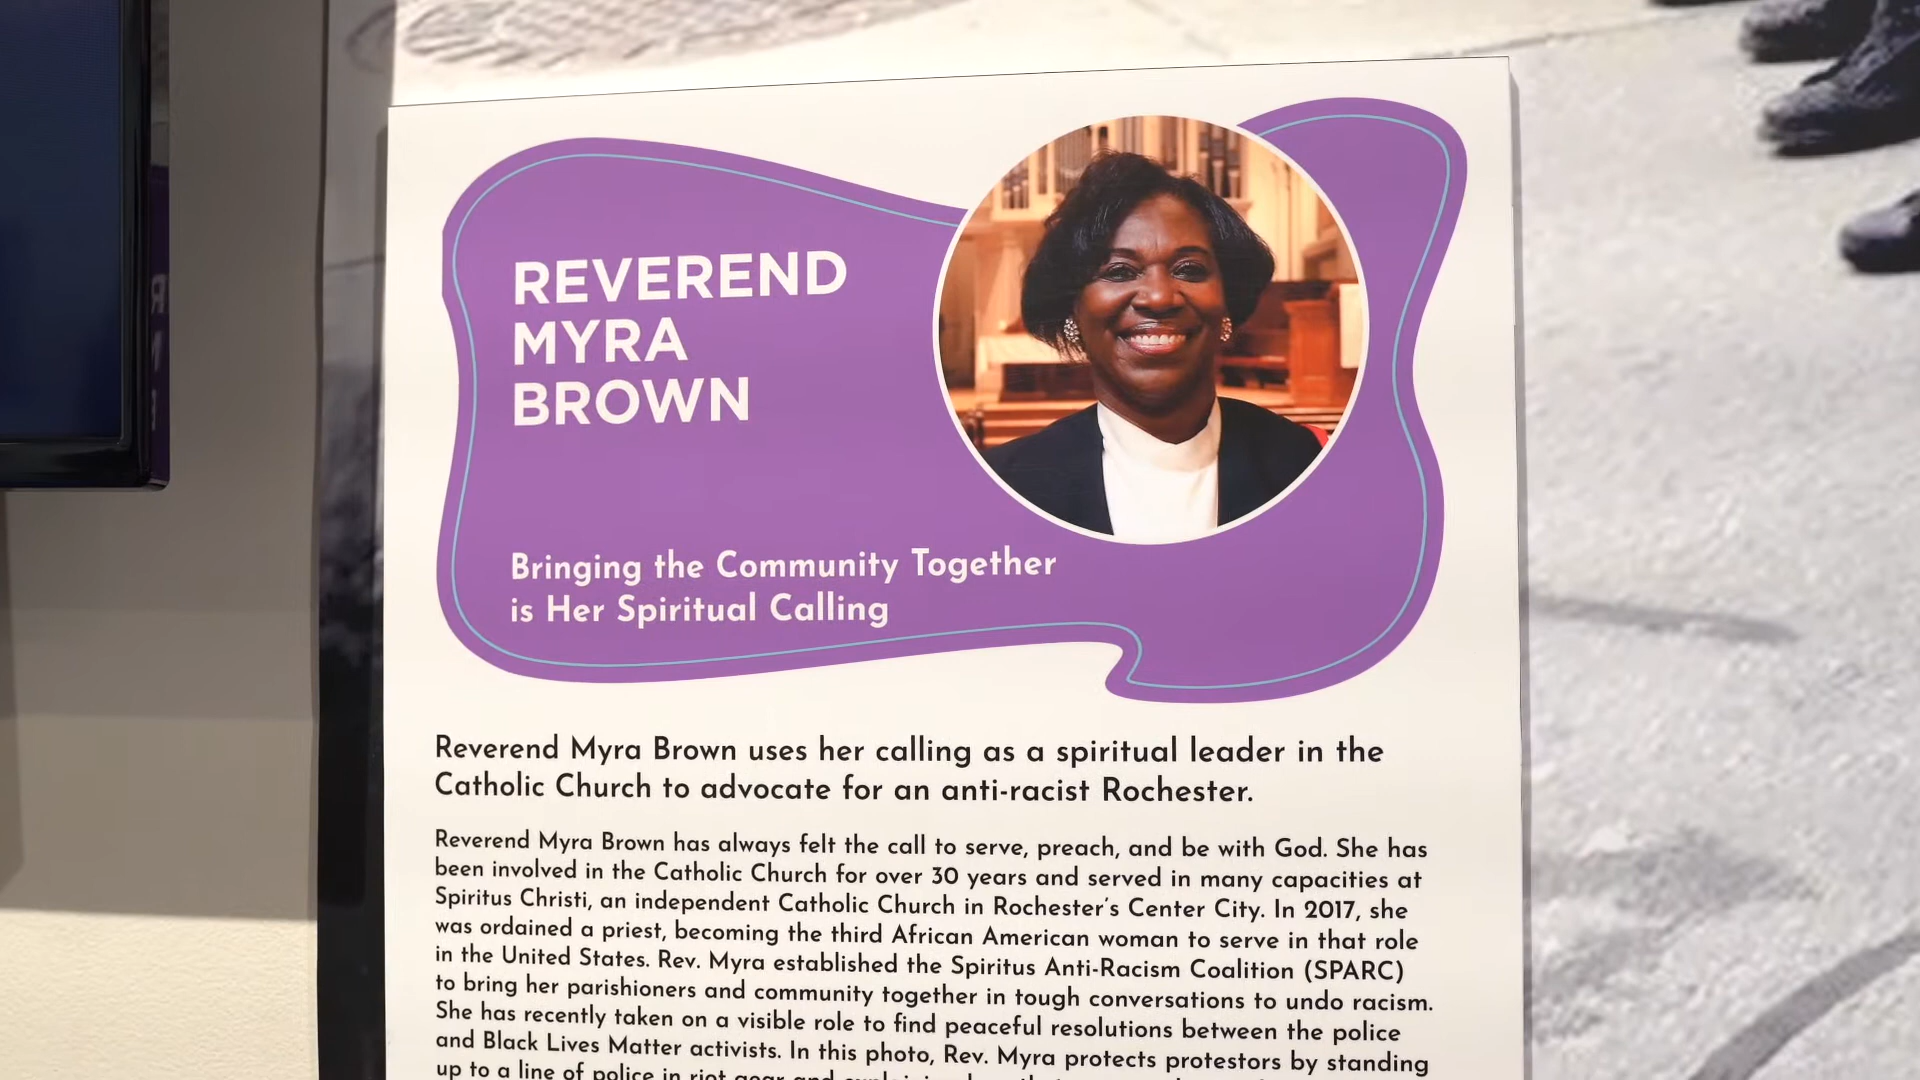 REVEREND
MYRA
BROWN
Bringing the Community Together
is Her Spiritual Calling
Reverend Myra Brown uses her calling as a spiritual leader in the
Catholic Church to advocate for an anti-racist Rochester.
Reverend Myra Brown has always felt the call to serve, preach, and be with God. She has
been involved in the Catholic Church for over 30 years and served in many capacities at
Spiritus Christi, an independent Catholic Church in Rochester's Center City. In 2017, she
was ordained a priest, becoming the third African American woman to serve in that role
in the United States. Rev. Myra established the Spiritus Anti-Racism Coalition (SPARC)
to bring her parishioners and community together in tough conversations to undo racism.
She has recently taken on a visible role to find peaceful resolutions between the police
and Black Lives Matter activists. In this photo, Rev. Myra protects protestors by standing
up to a line of police in riot gear and